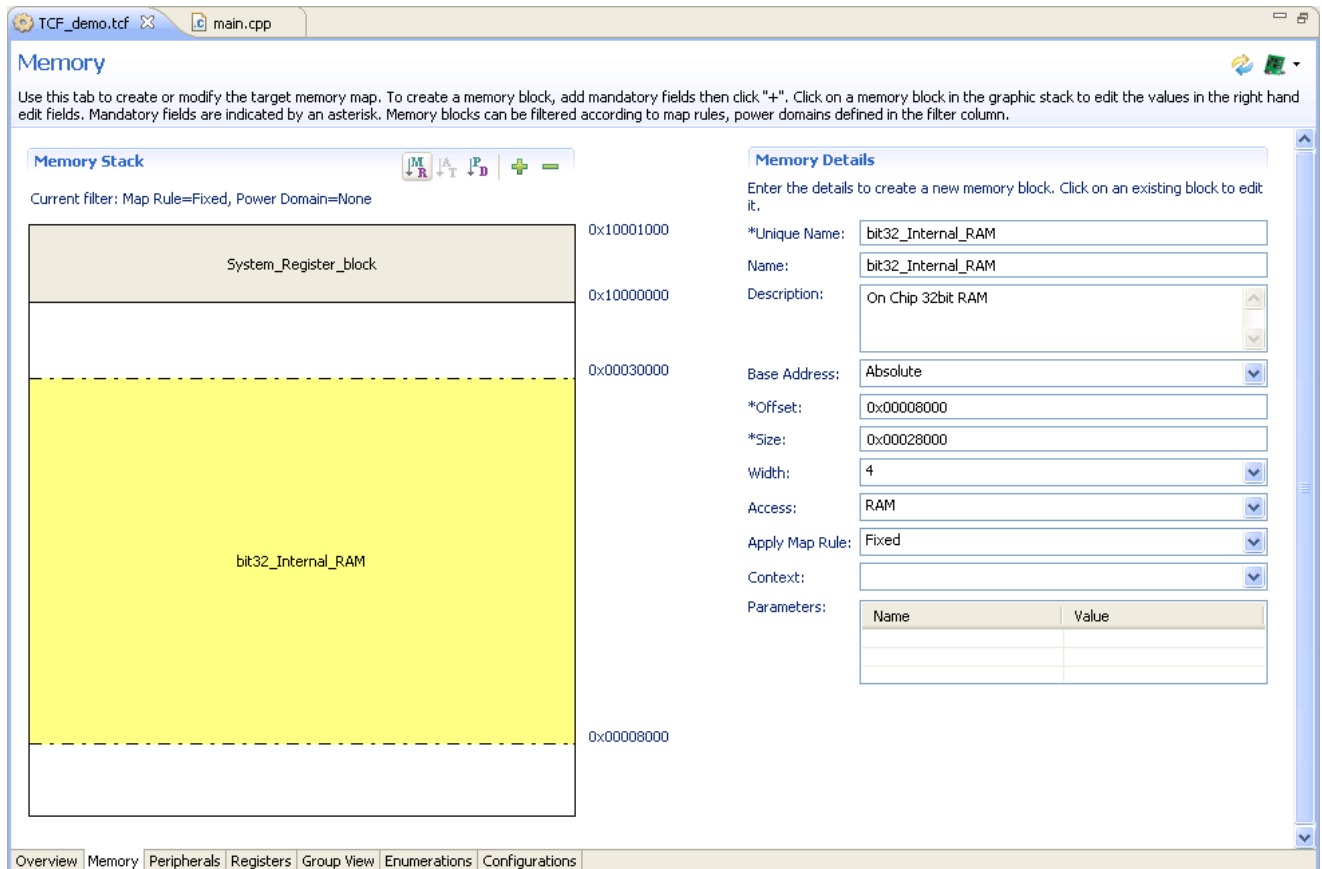 TCF_demo.tcf
main.cpp
Memory
Use this tab to create or modify the target memory map. To create a memory block, add mandatory fields then click "+". Click on a memory block in the graphic stack to edit the values in the right hand
edit fields. Mandatory fields are indicated by an asterisk. Memory blocks can be filtered according to map rules, power domains defined in the filter column.
Memory Stack
Current filter: Map Rule=Fixed, Power Domain=None
0x10001000
System_Register_block
0x10000000
0x00030000
bit32_Internal_RAM
0x00008000
Memory Details
Enter the details to create a new memory block. Click on an existing block to edit
it.
*Unique Name: bit32_Internal_RAM
Name: bit32_Internal_RAM
Description: On Chip 32bit RAM
Base Address: Absolute
*Offset: 0x00008000
*Size: 0x00028000
Width: 4
Access: RAM
Apply Map Rule: Fixed
Context:
Parameters: Name Value
Overview Memory Peripherals Registers Group View Enumerations Configurations